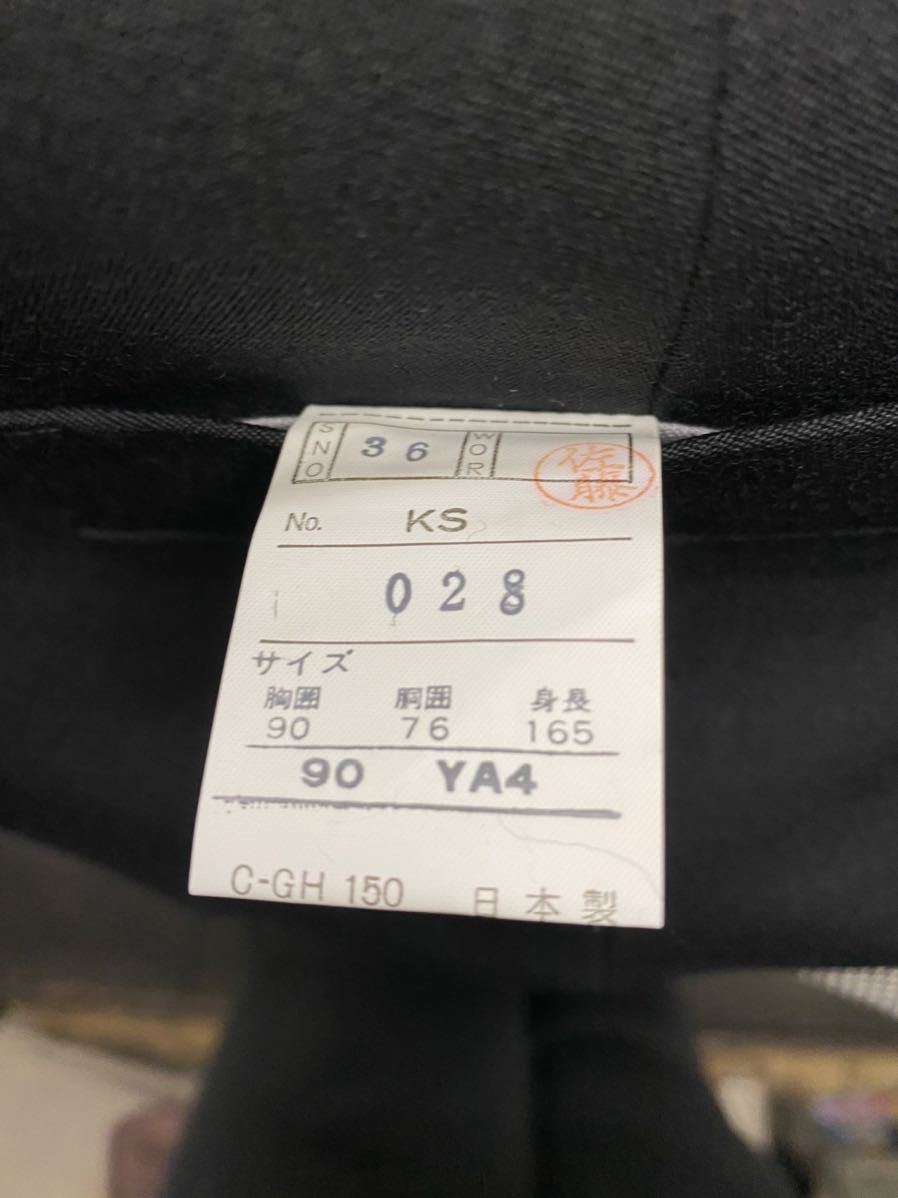 SNO 36 WOR 佐藤
No. KS
028
サイズ
胸囲 胴囲 身長
90 76 165
90 YA4
C-GH 150 日本製